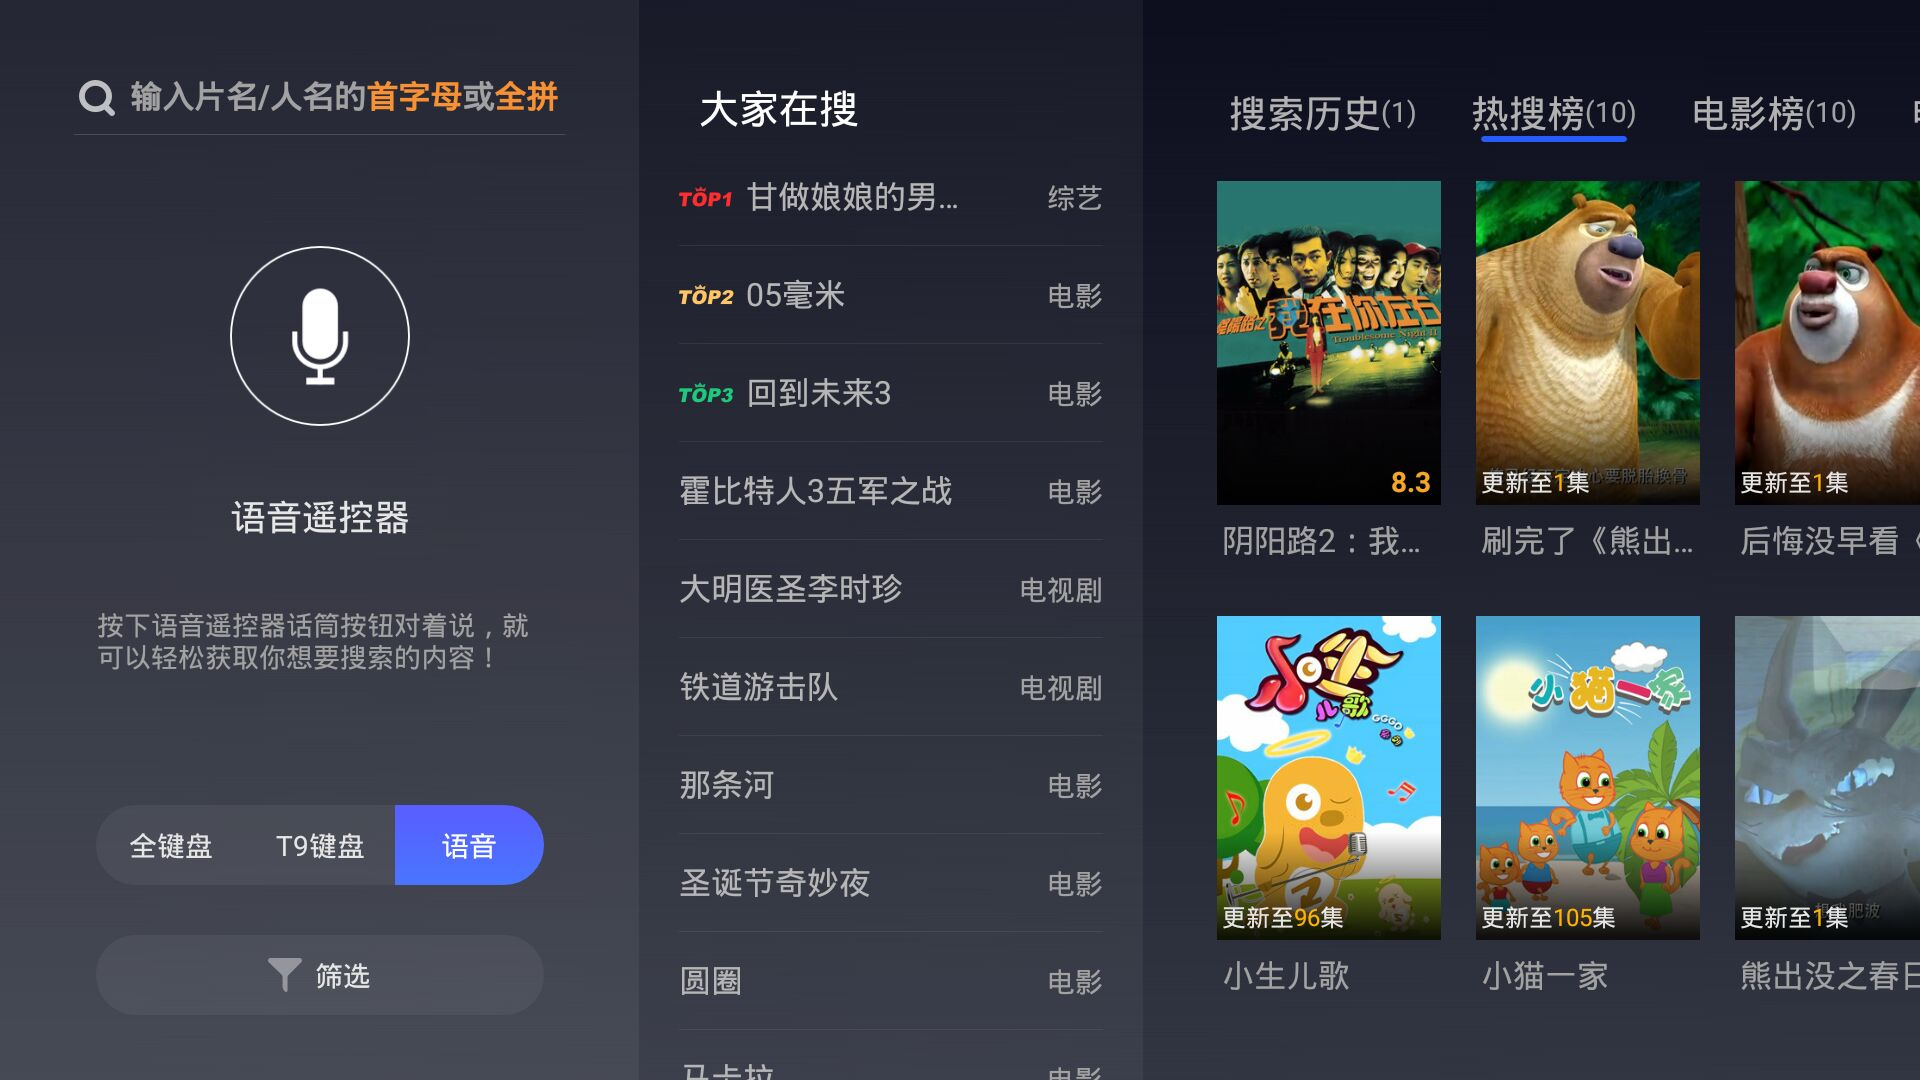 输入片名/人名的首字母或全拼
语音遥控器
按下语音遥控器话筒按钮对着说，就
可以轻松获取你想要搜索的内容！
全键盘
T9键盘
语音
筛选
大家在搜
TOP1 甘做娘娘的男... 综艺
TOP2 05毫米 电影
TOP3 回到未来3 电影
霍比特人3五军之战 电影
大明医圣李时珍 电视剧
铁道游击队 电视剧
那条河 电影
圣诞节奇妙夜 电影
圆圈 电影
马卡拉 电影
搜索历史(1)
热搜榜(10)
电影榜(10)
我在你左右
Troublesome Night II
8.3
阴阳路2：我...
心要脱胎换骨
更新至1集
刷完了《熊出...
更新至1集
后悔没早看《
小生
儿歌
更新至96集
小生儿歌
小猫一家
更新至105集
小猫一家
更新至1集
熊出没之春日